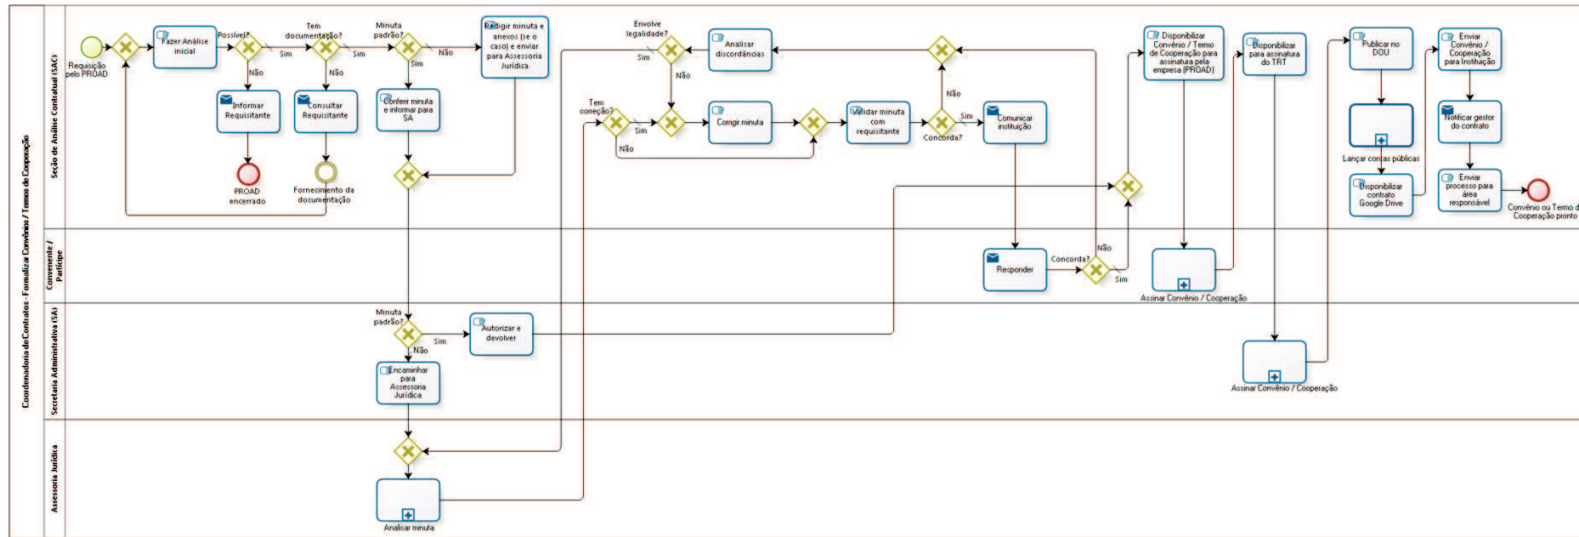 Coordenadoria de Contratos - Formalizar Convênios / Termos de Cooperação
Seção de Análise Contratual (SAC)
Requisição
pelo PROAD
Fazer Análise
inicial
Possível?
Sim
Não
Informar
Requisitante
PROAD
encerrado
Tem
documentação?
Sim
Não
Consultar
Requisitante
Fornecimento da
documentação
Minuta
padrão?
Não
Sim
Redigir minuta e
anexos (se o
caso) e enviar
para Assessoria
Jurídica.
Conferir minuta
e informar para
SA
Envolve
legalidade?
Sim
Não
Analisar
discordâncias
Tem
correção?
Sim
Não
Corrigir minuta
Validar minuta
com
requisitante
Não
Sim
Concorda?
Comunicar
instituição
Disponibilizar
Convênio / Termo
de Cooperação para
assinatura pela
empresa (PROAD)
Disponibilizar
para assinatura
do TRT
Publicar no
DOU
Lançar contas públicas
Disponibilizar
contrato
Google Drive
Enviar
Convênio /
Cooperação
para Instituição
Notificar gestor
do contrato
Enviar
processo para
área
responsável
Convênio ou Termo d
Cooperação pronto
Convenente /
Partícipe
Responder
Concorda?
Não
Sim
Assinar Convênio / Cooperação
Secretaria Administrativa (SA)
Minuta
padrão?
Sim
Não
Autorizar e
devolver
Encaminhar
para
Assessoria
Jurídica
Assinar Convênio / Cooperação
Assessoria Jurídica
Analisar minuta